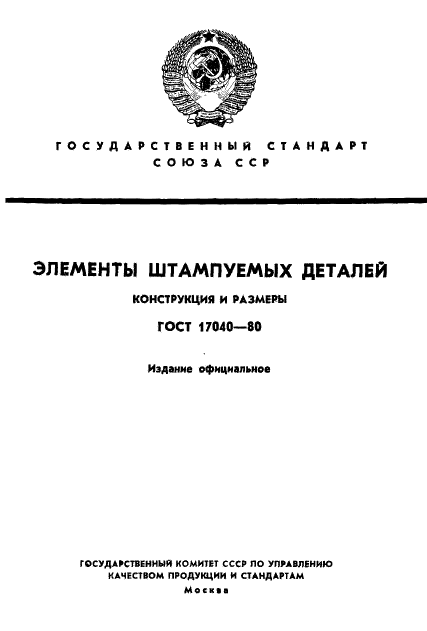 ГОСУДАРСТВЕННЫЙ СТАНДАРТ
СОЮЗА ССР
ЭЛЕМЕНТЫ ШТАМПУЕМЫХ ДЕТАЛЕЙ
КОНСТРУКЦИЯ И РАЗМЕРЫ
ГОСТ 17040—80
Издание официальное
ГОСУДАРСТВЕННЫЙ КОМИТЕТ СССР ПО УПРАВЛЕНИЮ
КАЧЕСТВОМ ПРОДУКЦИИ И СТАНДАРТАМ
Москва